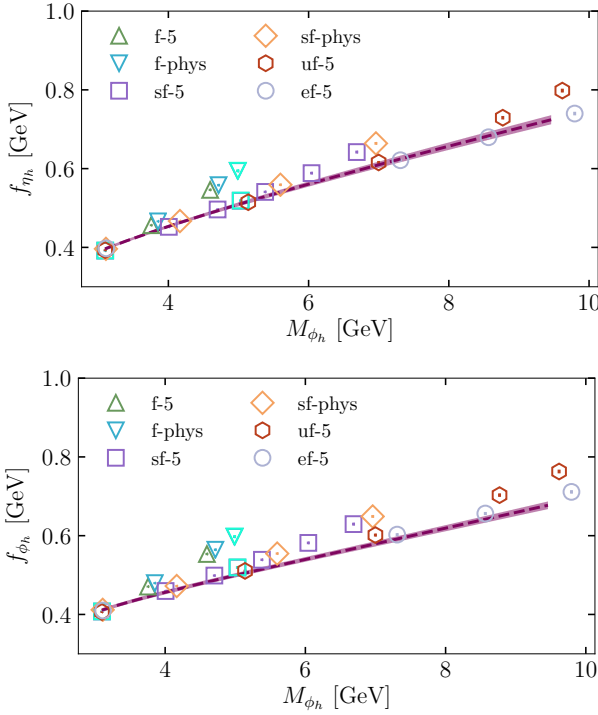 1.0
0.8
0.6
0.4
f_{η_h} [GeV]
f-5
f-phys
sf-5
sf-phys
uf-5
ef-5
4 6 8 10
M_{ϕ_h} [GeV]
1.0
0.8
0.6
0.4
f_{ϕ_h} [GeV]
f-5
f-phys
sf-5
sf-phys
uf-5
ef-5
4 6 8 10
M_{ϕ_h} [GeV]